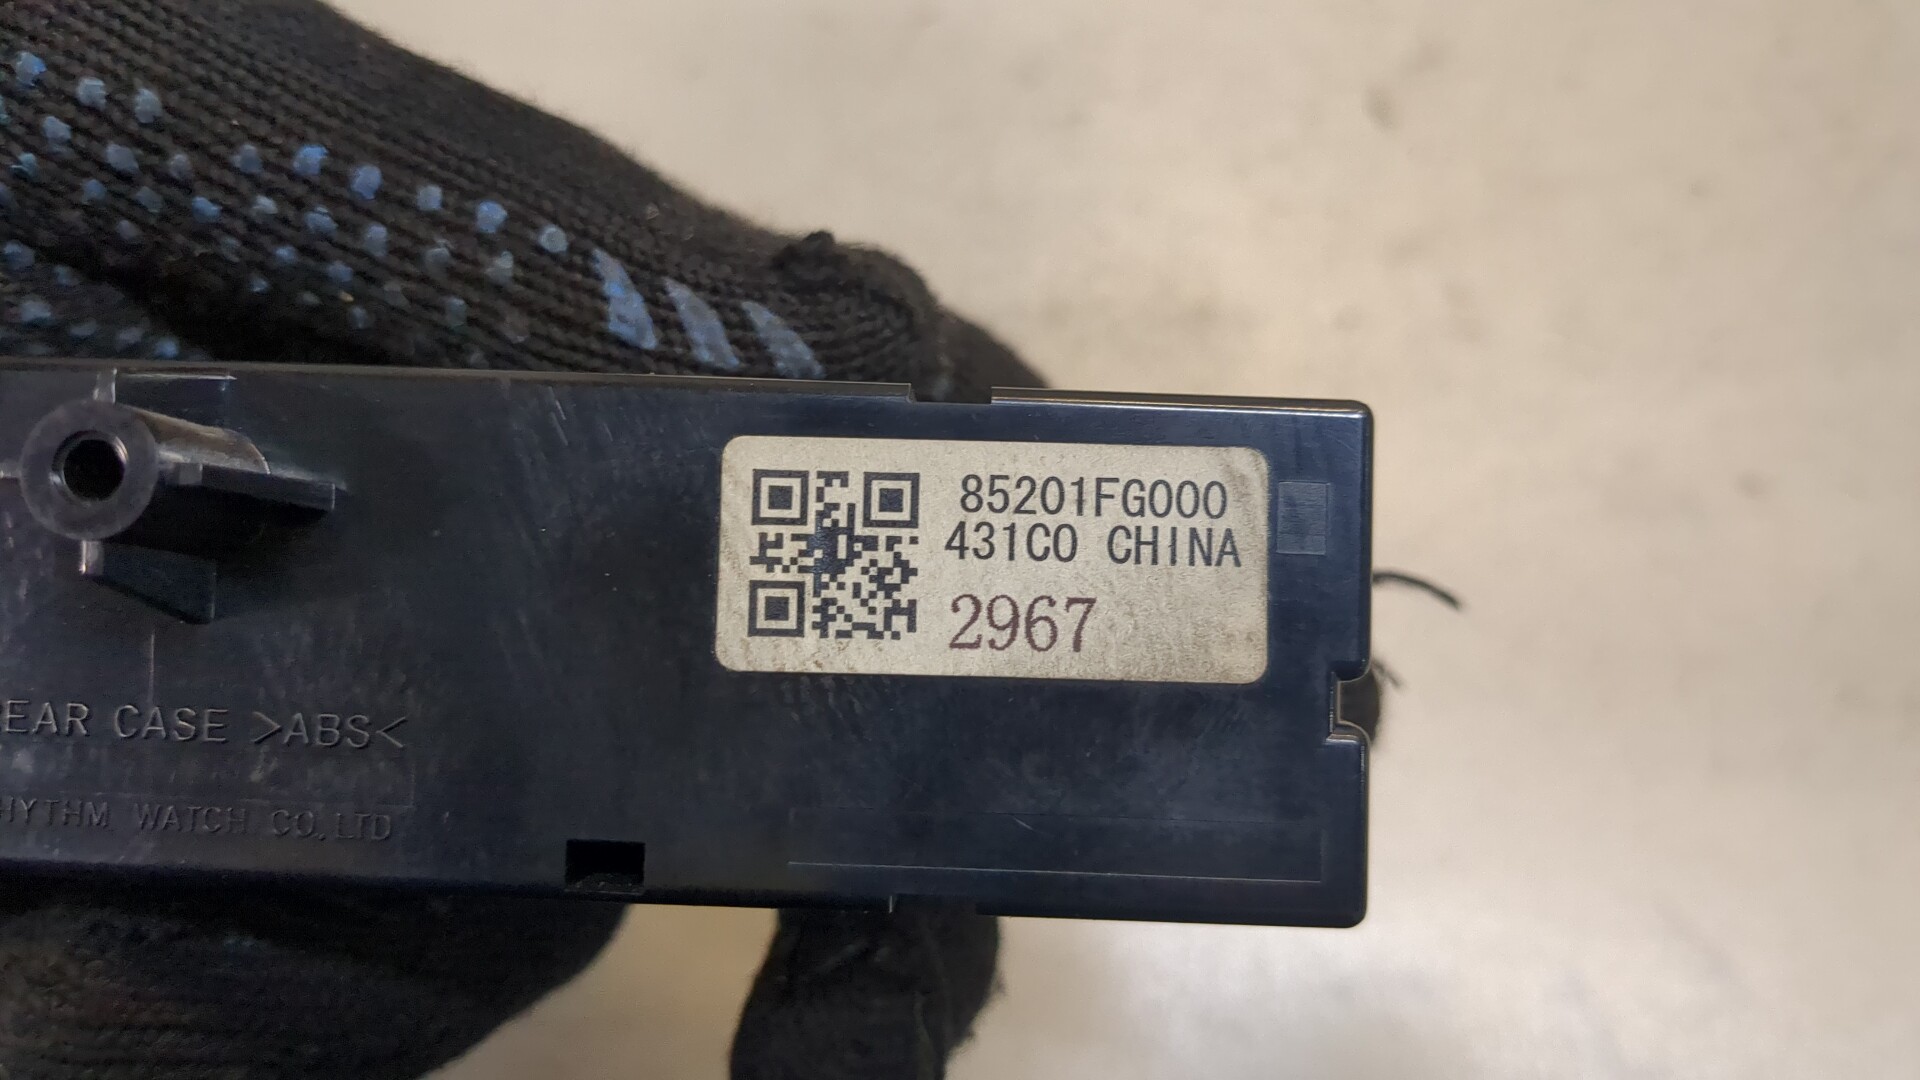 85201FG000
431C0 CHINA
2967
EAR CASE >ABS<
HYTHM WATCH CO,LTD